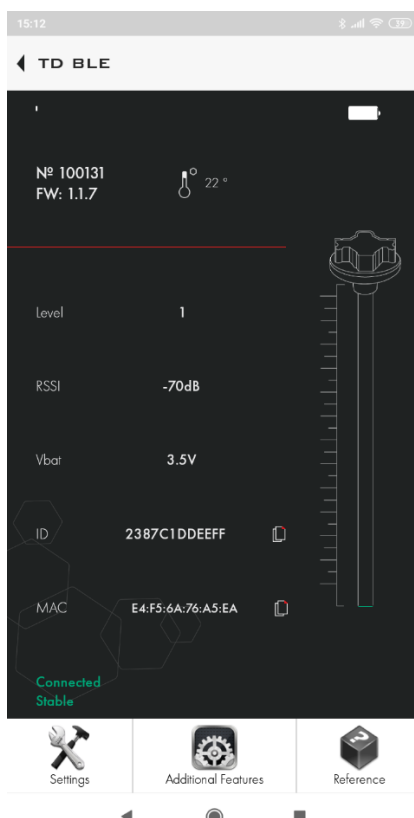 15:12
39
TD BLE
Nº 100131
FW: 1.1.7
22 °
Level 1
RSSI -70dB
Vbat 3.5V
ID 2387C1DDEEFF
MAC E4:F5:6A:76:A5:EA
Connected
Stable
Settings Additional Features Reference